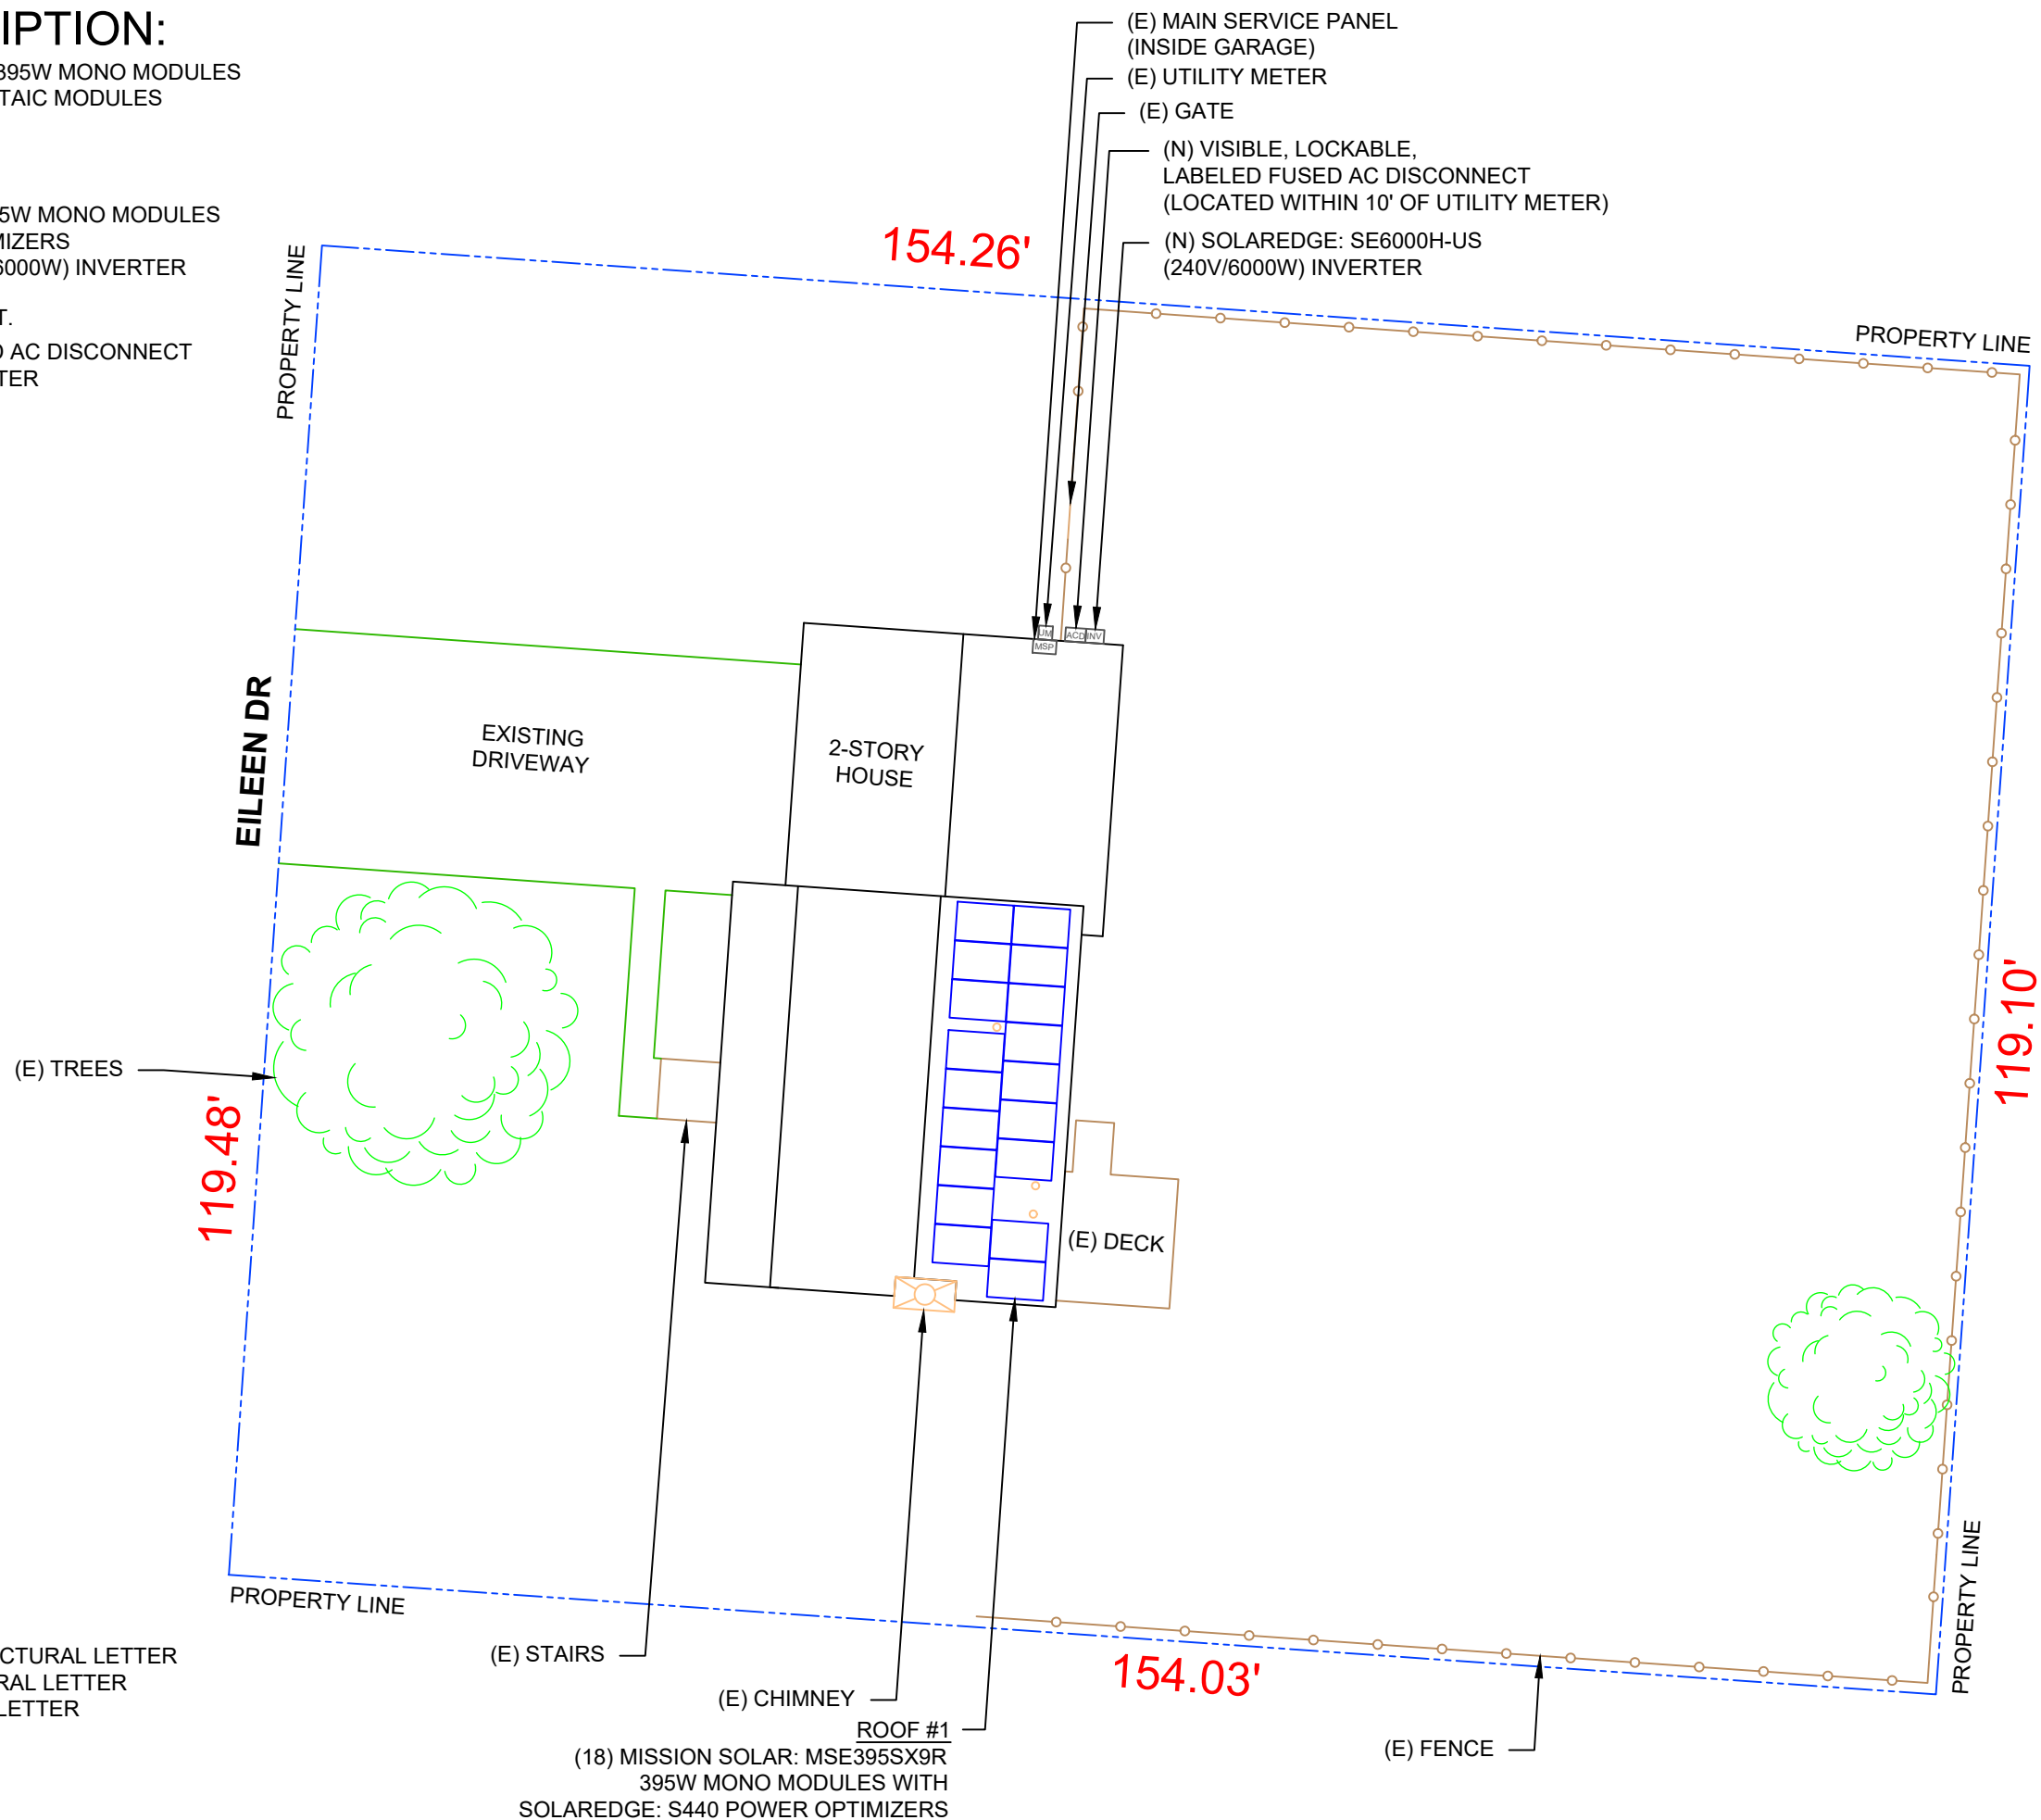 IPTION:
395W MONO MODULES
TAIC MODULES
5W MONO MODULES
MIZERS
6000W) INVERTER
T.
D AC DISCONNECT
TER
(E) MAIN SERVICE PANEL
(INSIDE GARAGE)
(E) UTILITY METER
(E) GATE
(N) VISIBLE, LOCKABLE,
LABELED FUSED AC DISCONNECT
(LOCATED WITHIN 10' OF UTILITY METER)
(N) SOLAREDGE: SE6000H-US
(240V/6000W) INVERTER
154.26'
PROPERTY LINE
PROPERTY LINE
UM
ACD
INV
MSP
EILEEN DR
EXISTING
DRIVEWAY
2-STORY
HOUSE
119.10'
(E) TREES
119.48'
(E) DECK
PROPERTY LINE
PROPERTY LINE
(E) STAIRS
154.03'
(E) CHIMNEY
ROOF #1
(18) MISSION SOLAR: MSE395SX9R
395W MONO MODULES WITH
SOLAREDGE: S440 POWER OPTIMIZERS
(E) FENCE
CTURAL LETTER
RAL LETTER
LETTER